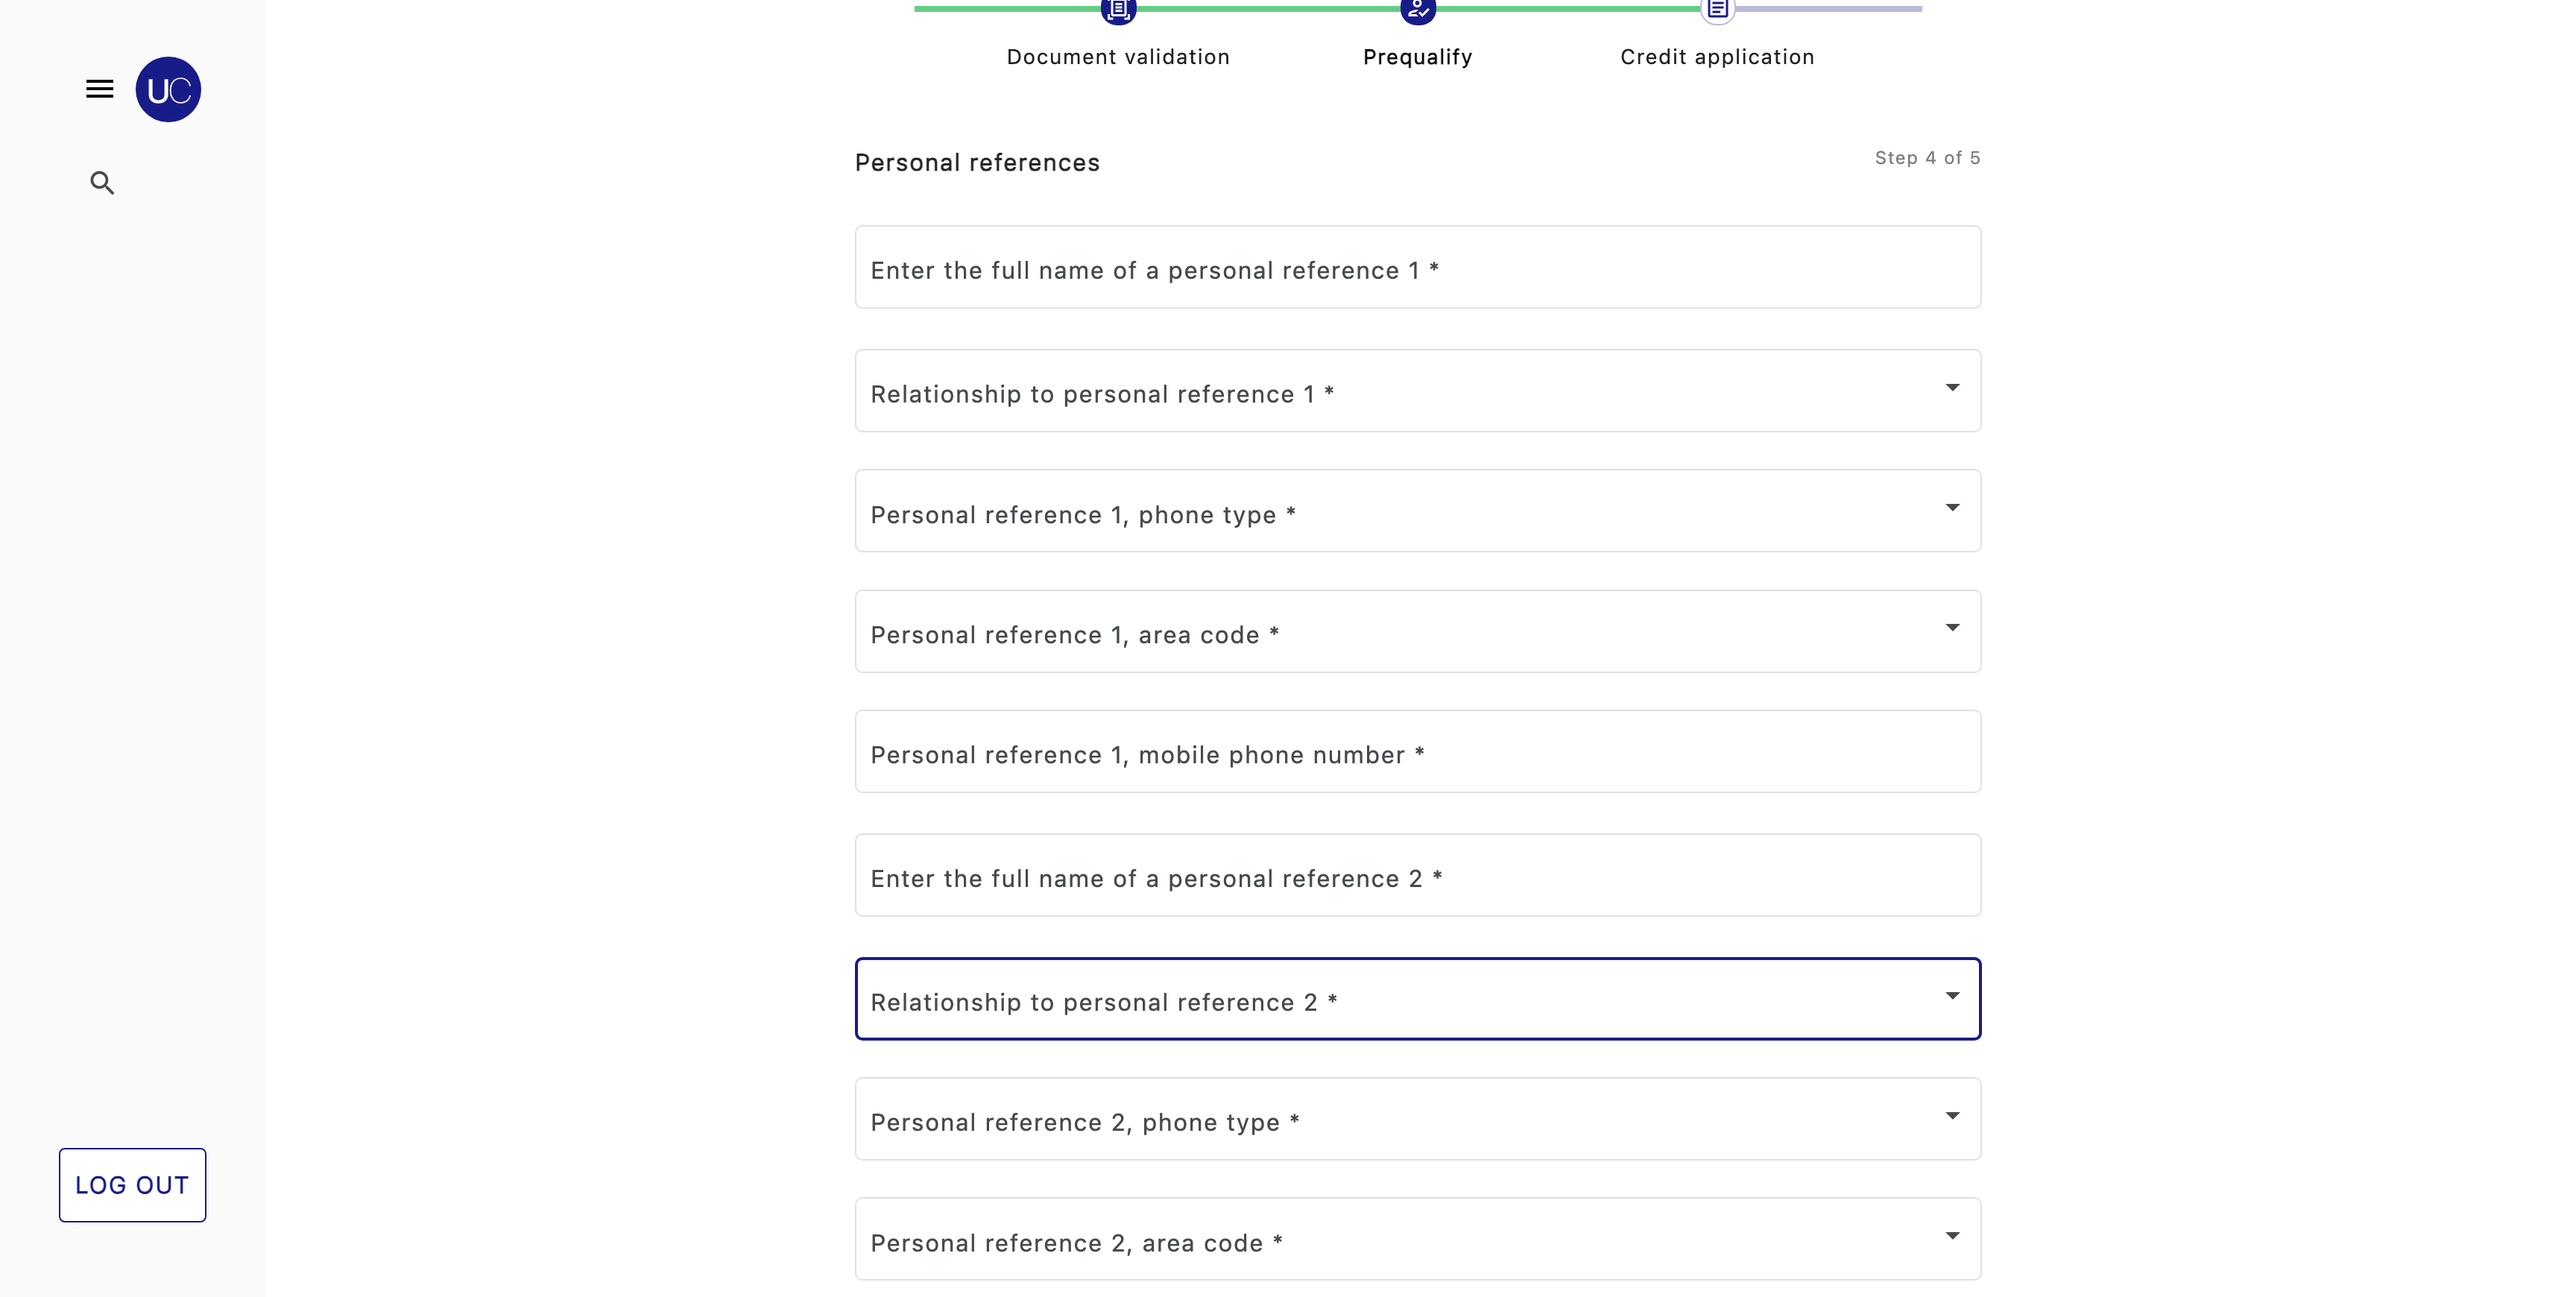 Document validation
Prequalify
Credit application
UC
Personal references
Step 4 of 5
Enter the full name of a personal reference 1 *
Relationship to personal reference 1 *
Personal reference 1, phone type *
Personal reference 1, area code *
Personal reference 1, mobile phone number *
Enter the full name of a personal reference 2 *
Relationship to personal reference 2 *
Personal reference 2, phone type *
Personal reference 2, area code *
LOG OUT